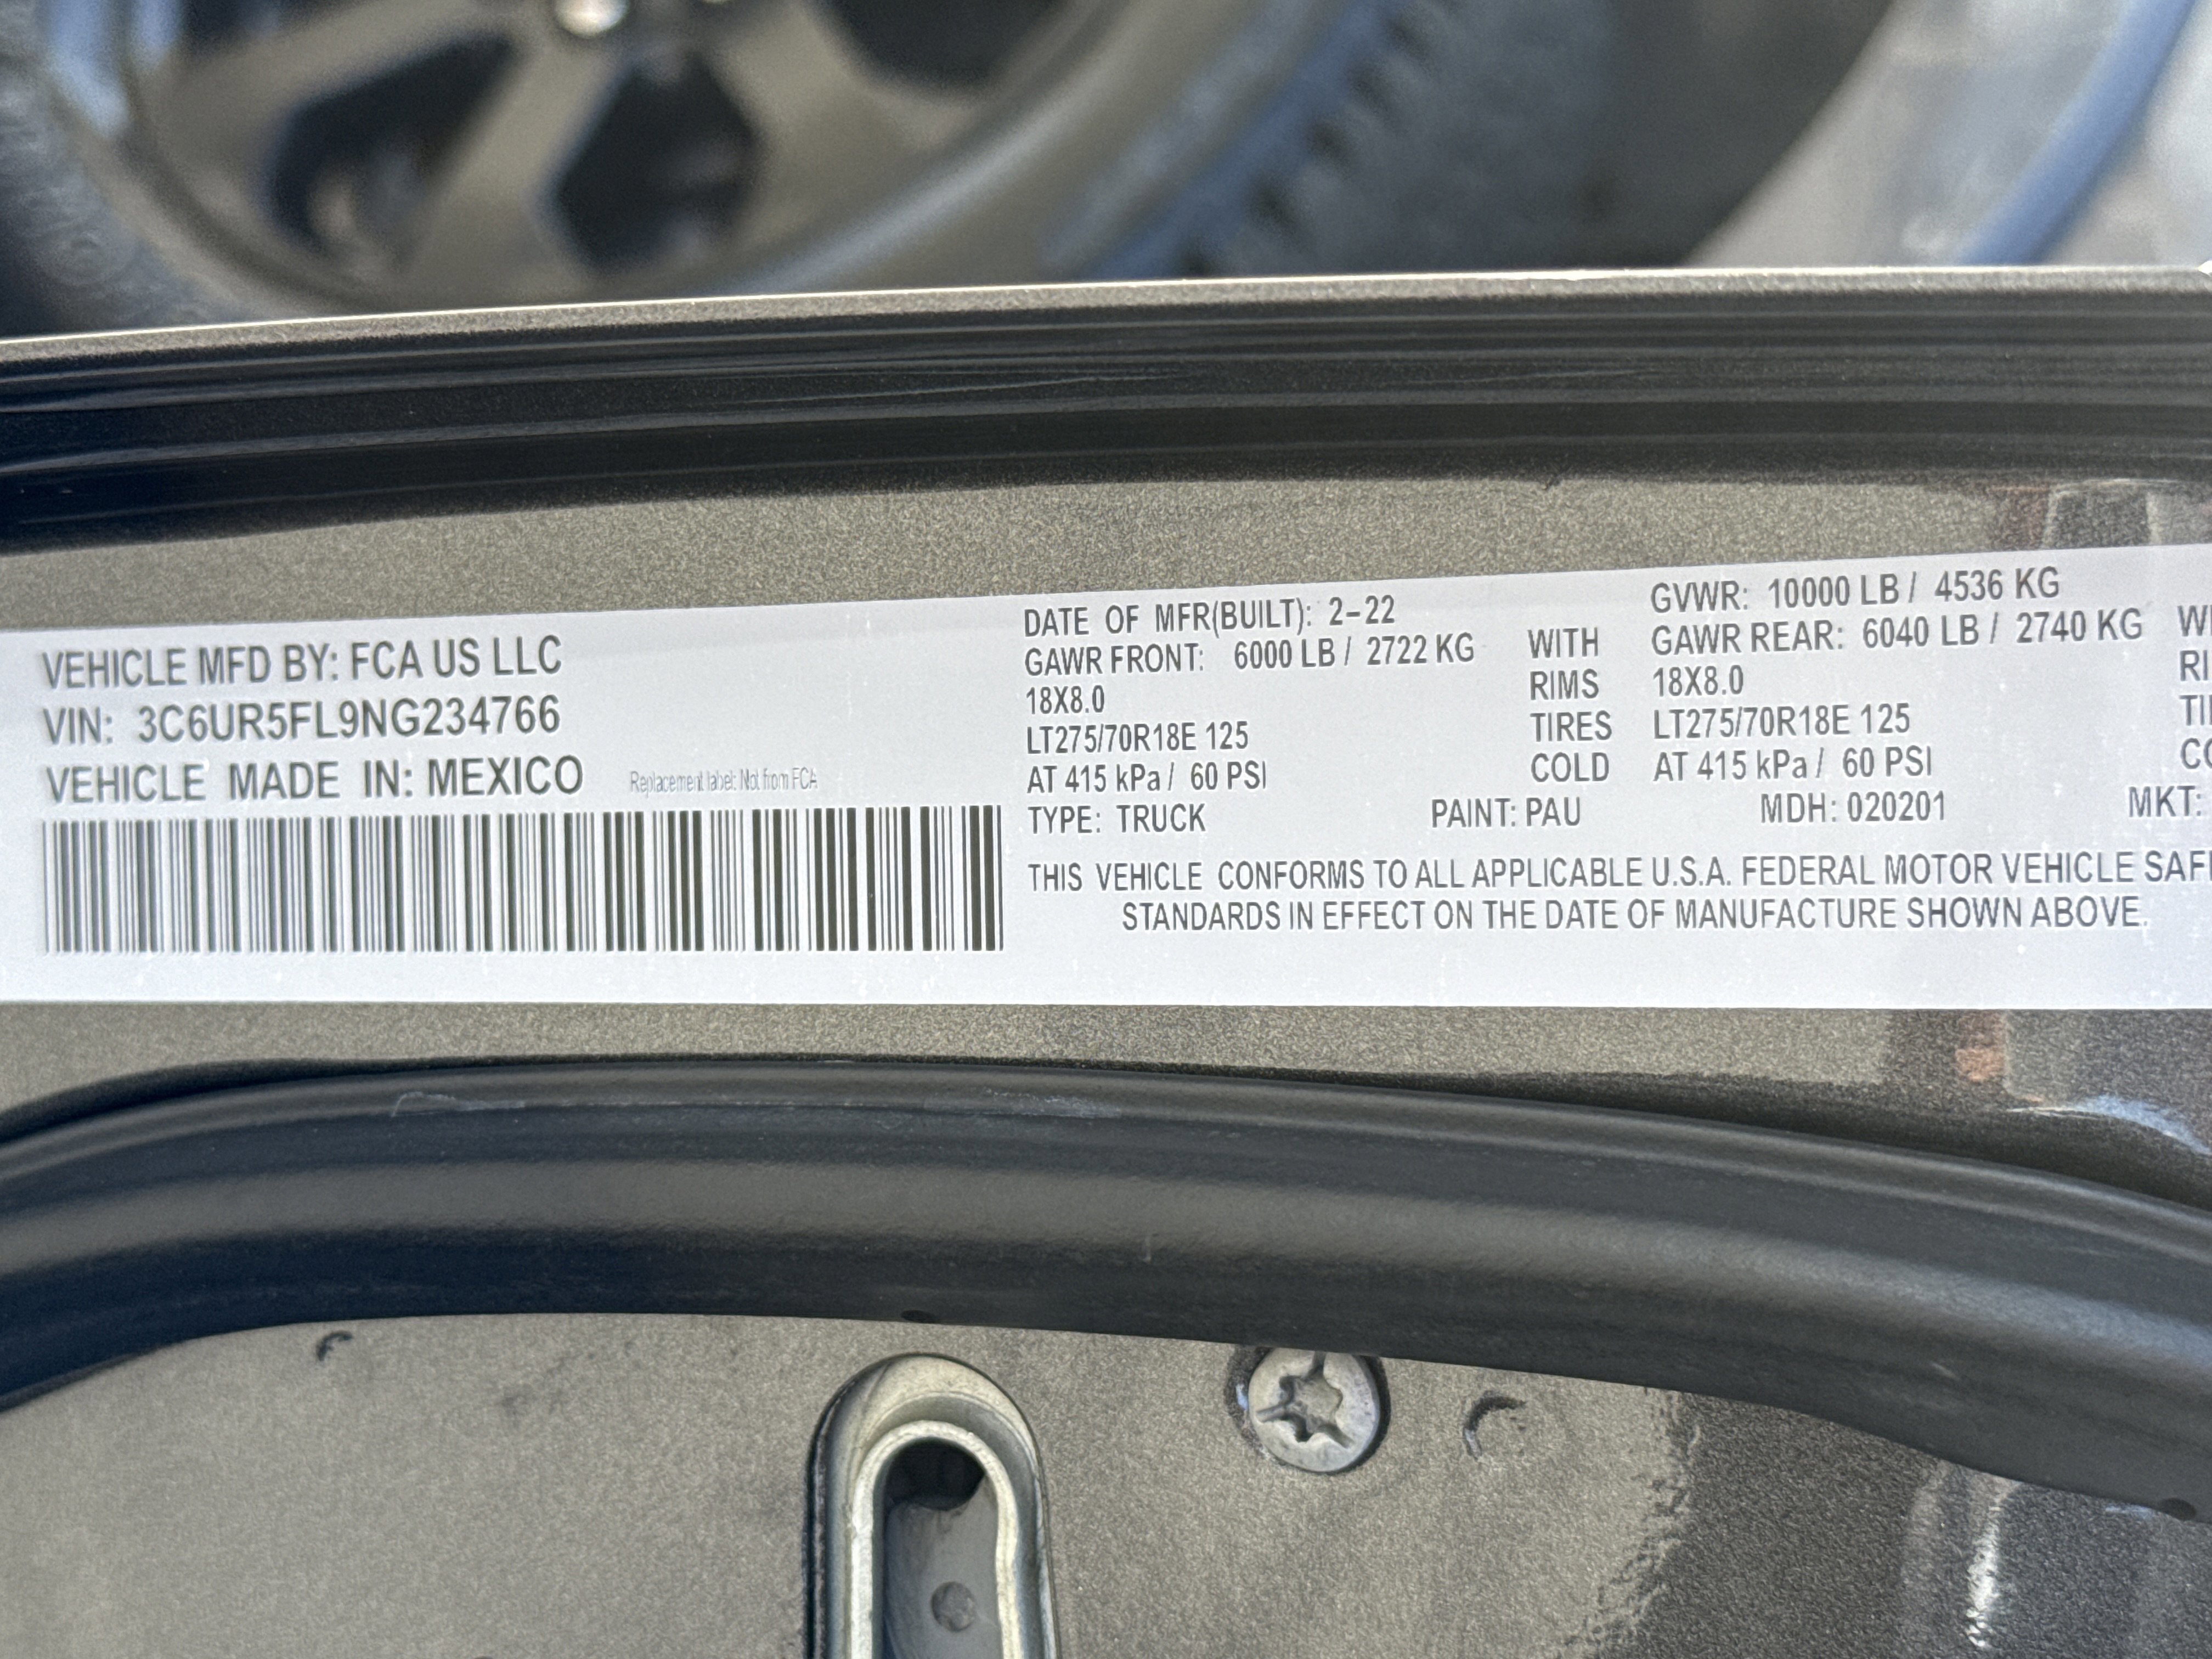 VEHICLE MFD BY: FCA US LLC
VIN: 3C6UR5FL9NG234766
VEHICLE MADE IN: MEXICO
Replacement label: Not from FCA
DATE OF MFR(BUILT): 2-22
GVWR: 10000 LB / 4536 KG
GAWR FRONT: 6000 LB / 2722 KG WITH GAWR REAR: 6040 LB / 2740 KG
18X8.0 RIMS 18X8.0
LT275/70R18E 125 TIRES LT275/70R18E 125
AT 415 kPa / 60 PSI COLD AT 415 kPa / 60 PSI
TYPE: TRUCK PAINT: PAU MDH: 020201 MKT:
THIS VEHICLE CONFORMS TO ALL APPLICABLE U.S.A. FEDERAL MOTOR VEHICLE
STANDARDS IN EFFECT ON THE DATE OF MANUFACTURE SHOWN ABOVE.